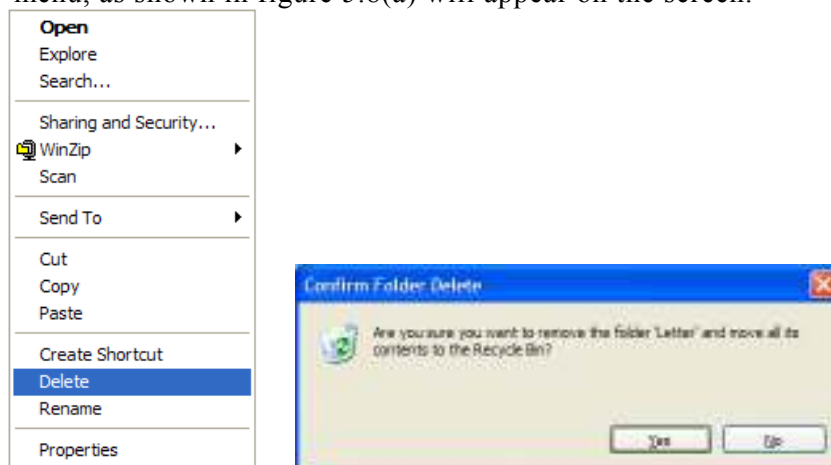 menu, as shown in figure 3.8(a) will appear on the screen.
Open
Explore
Search...
Sharing and Security...
WinZip
Scan
Send To
Cut
Copy
Paste
Create Shortcut
Delete
Rename
Properties
Confirm Folder Delete
Are you sure you want to remove the folder 'Letter' and move all its
contents to the Recycle Bin?
Yes
No